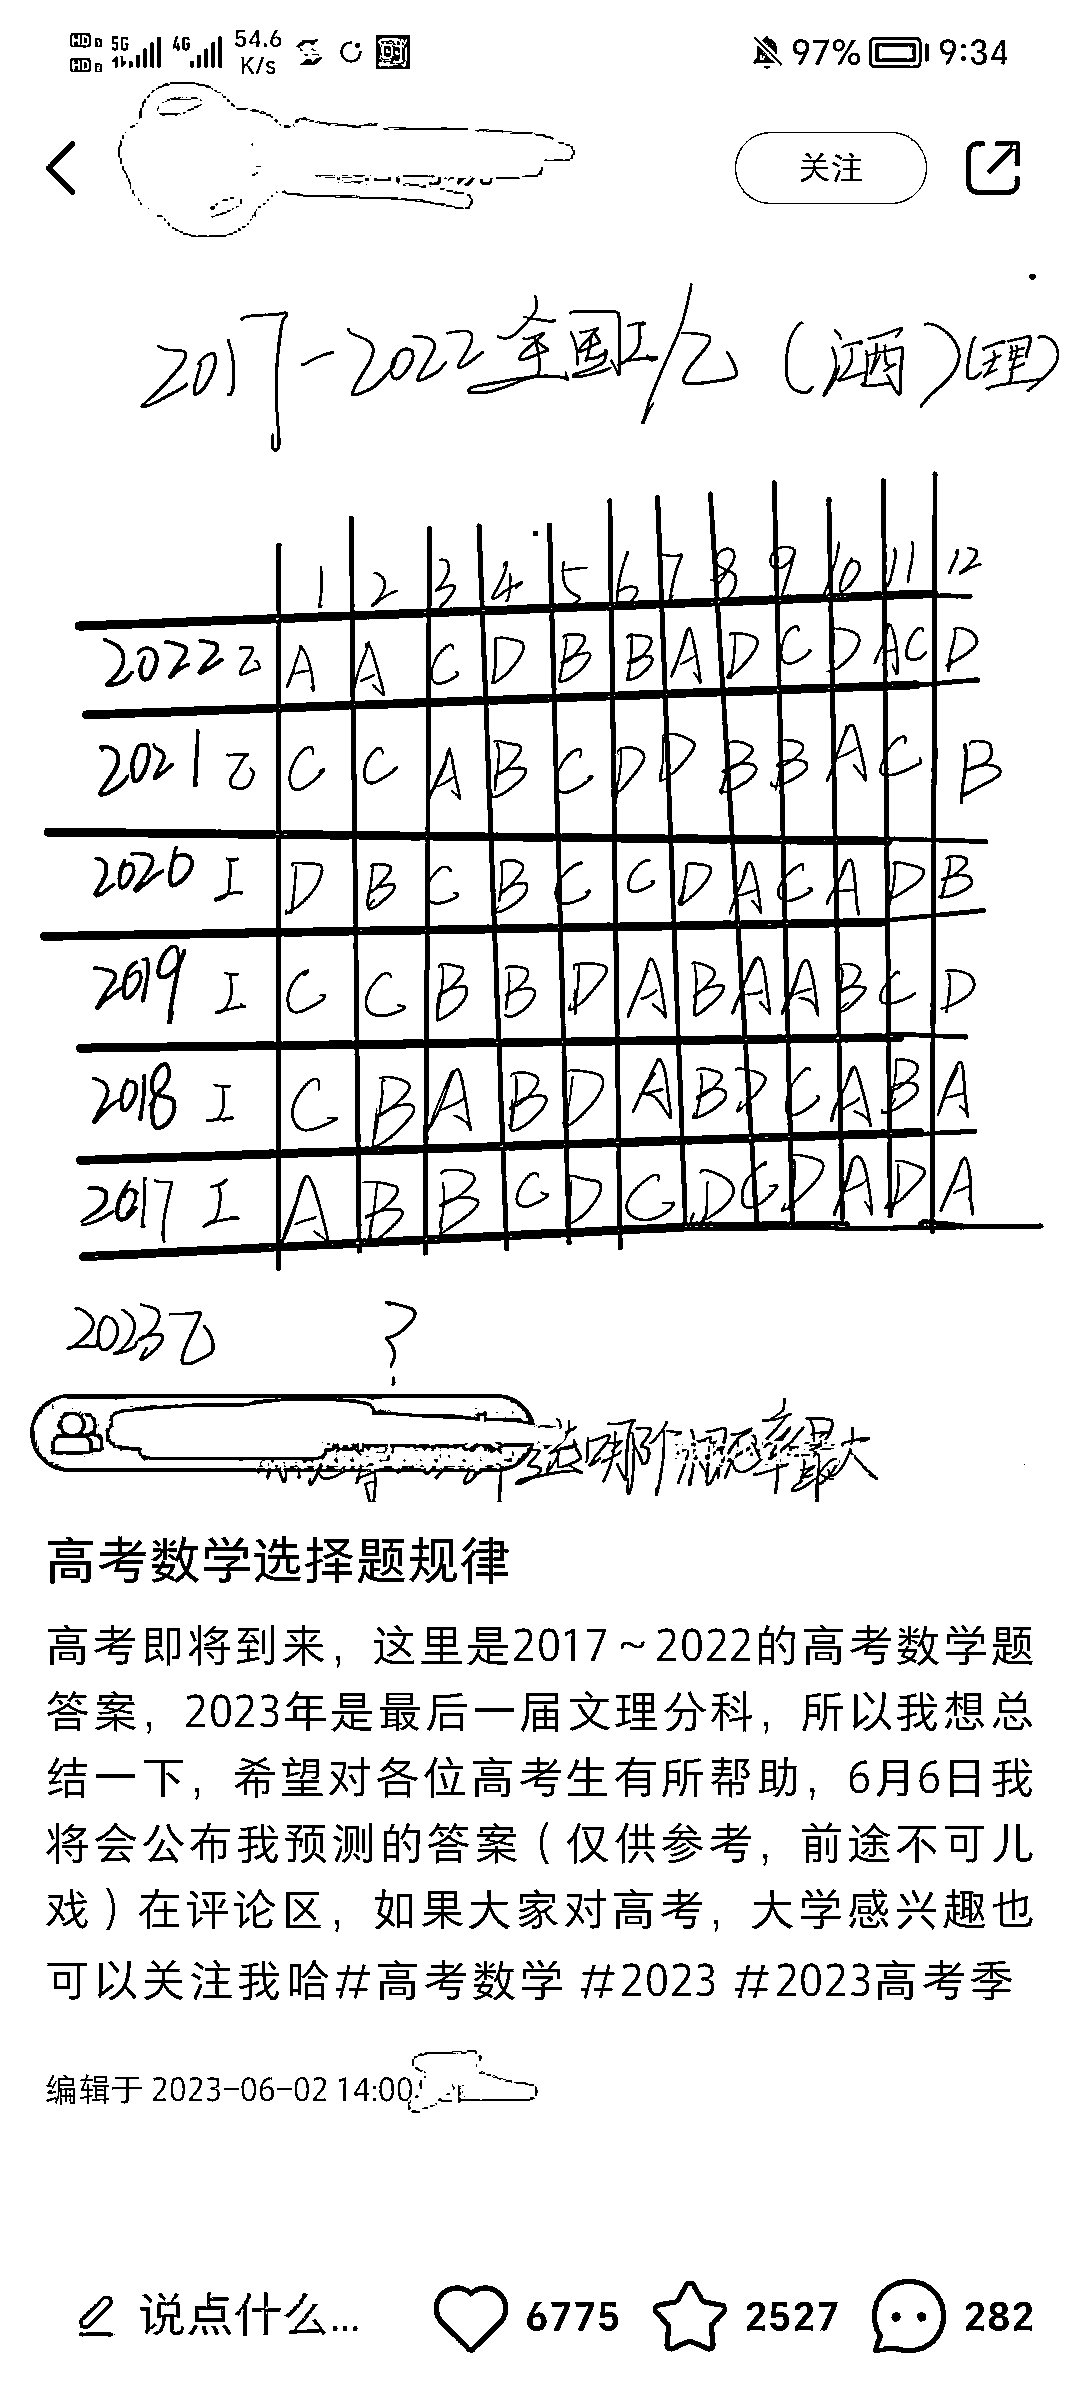 HD 5G 4G 54.6 K/s 97% 9:34
关注
2017-2022全国I/乙(江西)(理)
1 2 3 4 5 6 7 8 9 10 11 12
2022乙 A A C D B B A D C D AC D
2021乙 C C A B C D D B B A C B
2020 I D B C B C C D A C A D B
2019 I C C B B D A B A A B C D
2018 I C B A B D A B D C A B A
2017 I A B B C D C D C D A D A
2023乙 ?
选哪个概率最大
高考数学选择题规律
高考即将到来，这里是2017~2022的高考数学题
答案，2023年是最后一届文理分科，所以我想总
结一下，希望对各位高考生有所帮助，6月6日我
将会公布我预测的答案（仅供参考，前途不可儿
戏）在评论区，如果大家对高考，大学感兴趣也
可以关注我哈#高考数学 #2023 #2023高考季
编辑于 2023-06-02 14:00
说点什么... 6775 2527 282